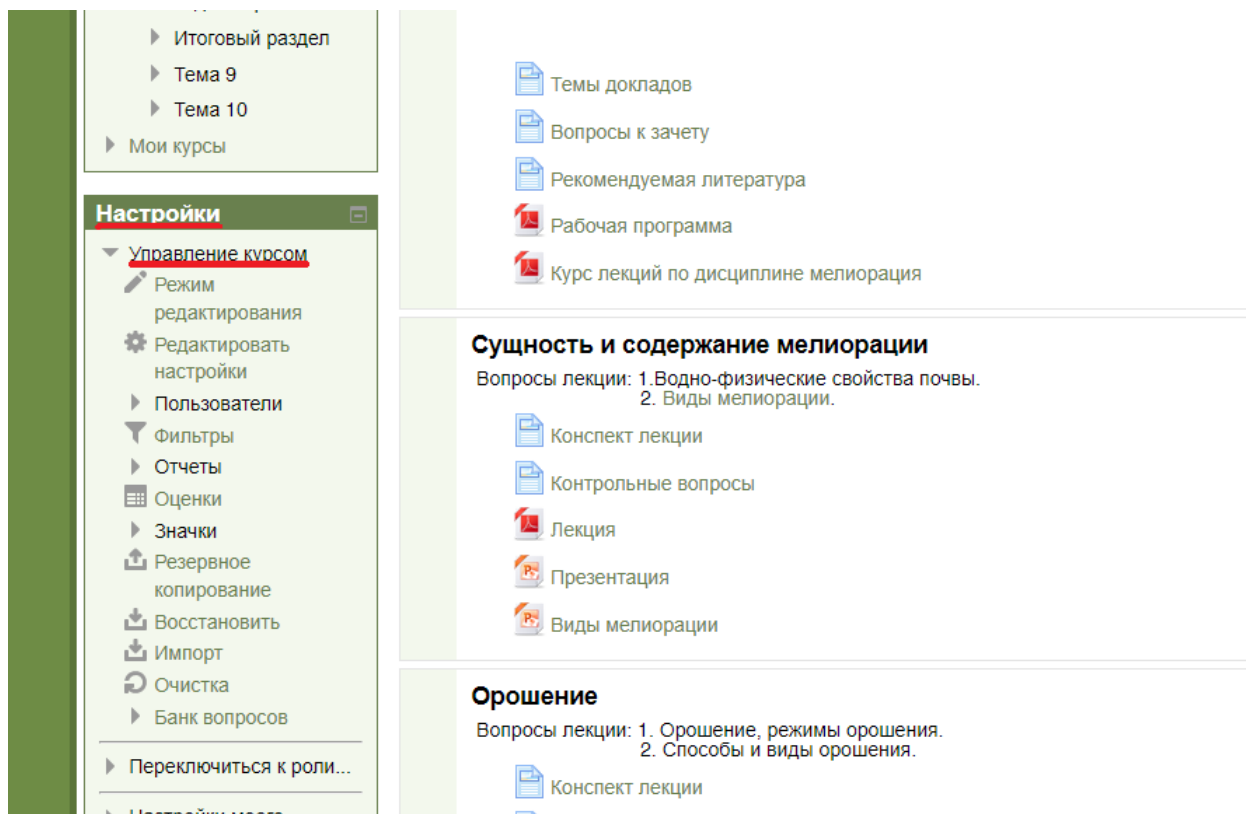 Итоговый раздел
Тема 9
Тема 10
Мои курсы
Настройки
Управление курсом
Режим
редактирования
Редактировать
настройки
Пользователи
Фильтры
Отчеты
Оценки
Значки
Резервное
копирование
Восстановить
Импорт
Очистка
Банк вопросов
Переключиться к роли...
Темы докладов
Вопросы к зачету
Рекомендуемая литература
Рабочая программа
Курс лекций по дисциплине мелиорация
Сущность и содержание мелиорации
Вопросы лекции: 1.Водно-физические свойства почвы.
2. Виды мелиорации.
Конспект лекции
Контрольные вопросы
Лекция
Презентация
Виды мелиорации
Орошение
Вопросы лекции: 1. Орошение, режимы орошения.
2. Способы и виды орошения.
Конспект лекции